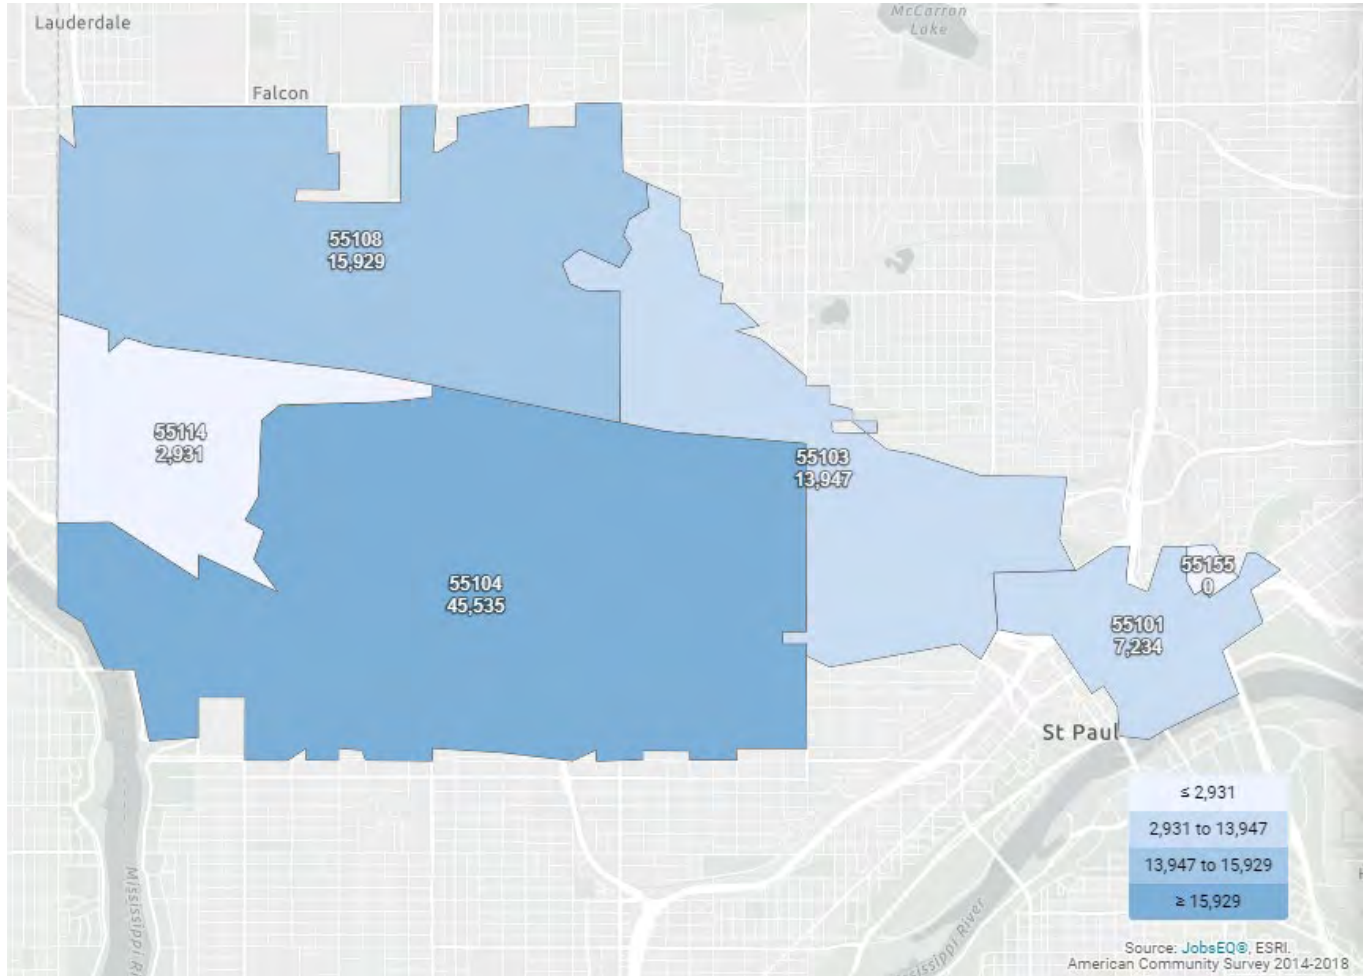 Lauderdale
McCarron
Lake
Falcon
55108
15,929
55114
2,931
55103
13,947
55104
45,535
55155
0
55101
7,234
St Paul
≤ 2,931
2,931 to 13,947
13,947 to 15,929
≥ 15,929
Mississippi
River
Source: JobsEQ®, ESRI.
American Community Survey 2014-2018